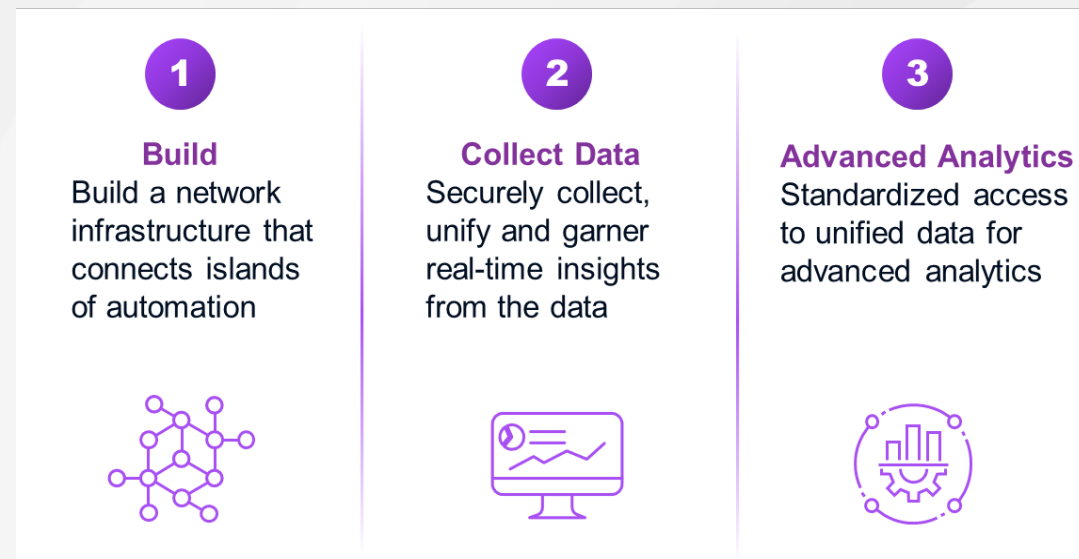 1
Build
Build a network
infrastructure that
connects islands
of automation
2
Collect Data
Securely collect,
unify and garner
real-time insights
from the data
3
Advanced Analytics
Standardized access
to unified data for
advanced analytics